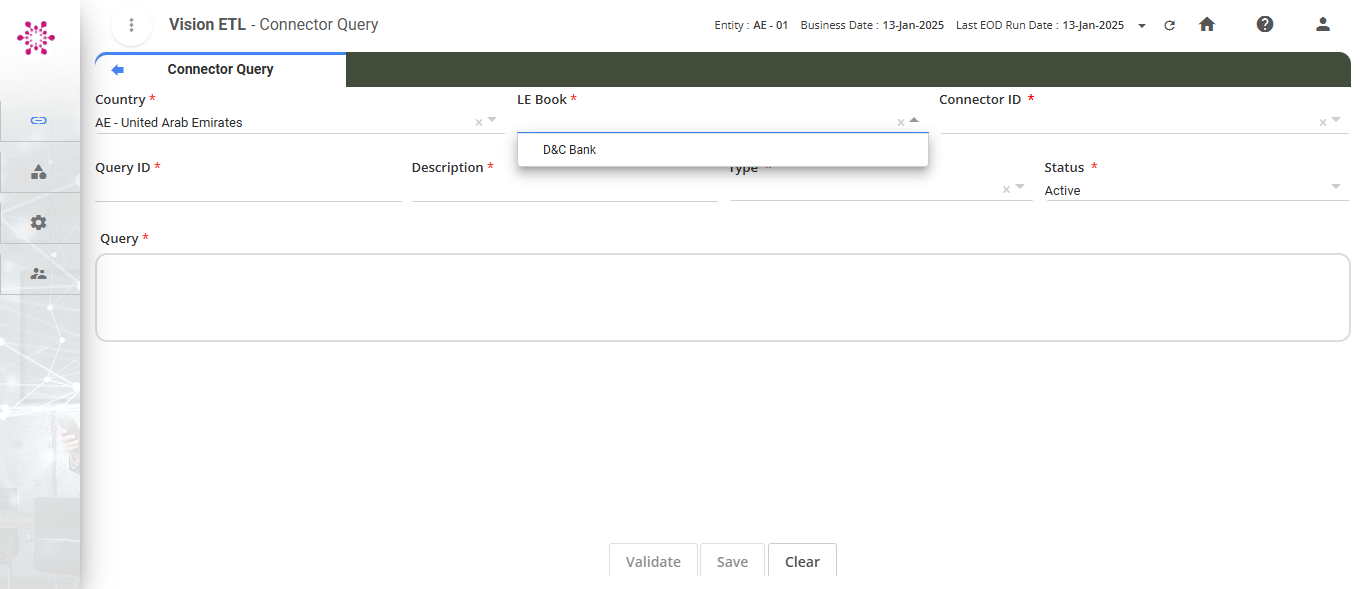 Vision ETL - Connector Query
Entity : AE - 01 Business Date : 13-Jan-2025 Last EOD Run Date : 13-Jan-2025
Connector Query
Country * LE Book * Connector ID *
AE - United Arab Emirates × × ×
D&C Bank
Query ID * Description * Type * Status *
× Active
Query *
Validate Save Clear